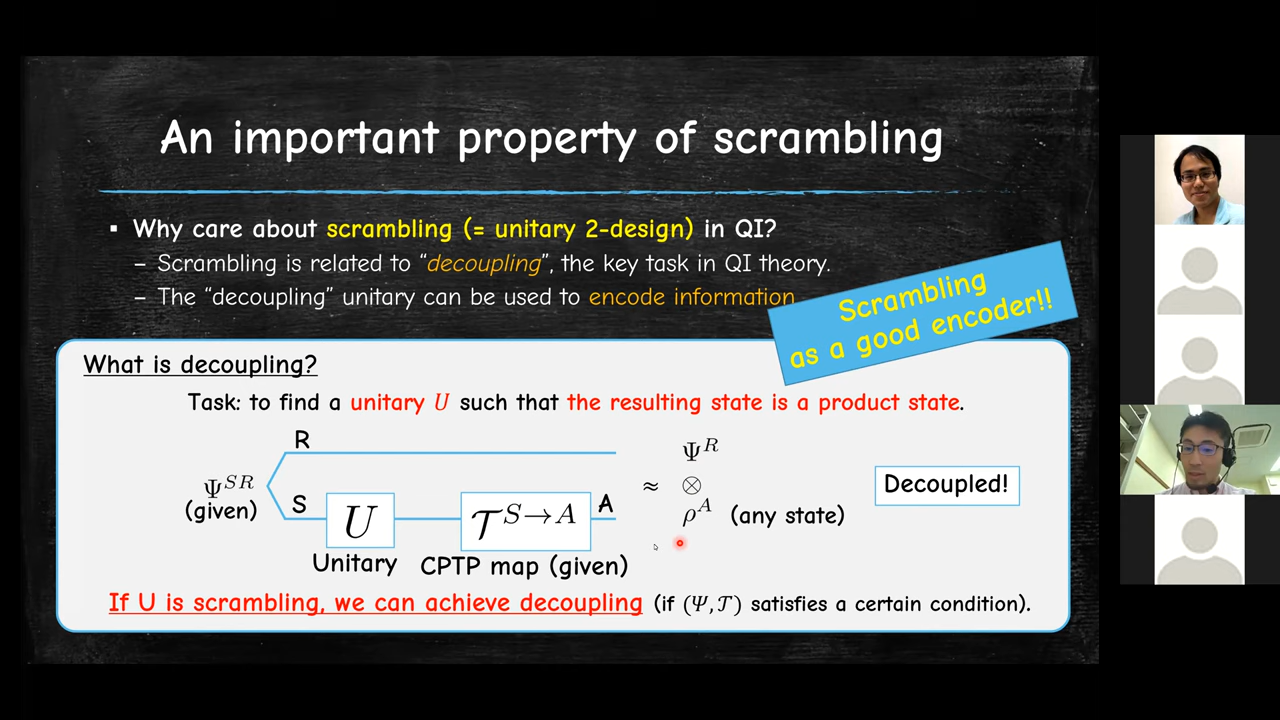 An important property of scrambling
▪ Why care about scrambling (= unitary 2-design) in QI?
– Scrambling is related to “decoupling”, the key task in QI theory.
– The “decoupling” unitary can be used to encode information
Scrambling
as a good encoder!!
What is decoupling?
Task: to find a unitary U such that the resulting state is a product state.
R
Ψ^{SR}
(given)
S
U
Unitary
𝒯^{S→A}
CPTP map (given)
A
≈
Ψ^R
⊗
ρ^A (any state)
Decoupled!
If U is scrambling, we can achieve decoupling (if (Ψ, 𝒯) satisfies a certain condition).